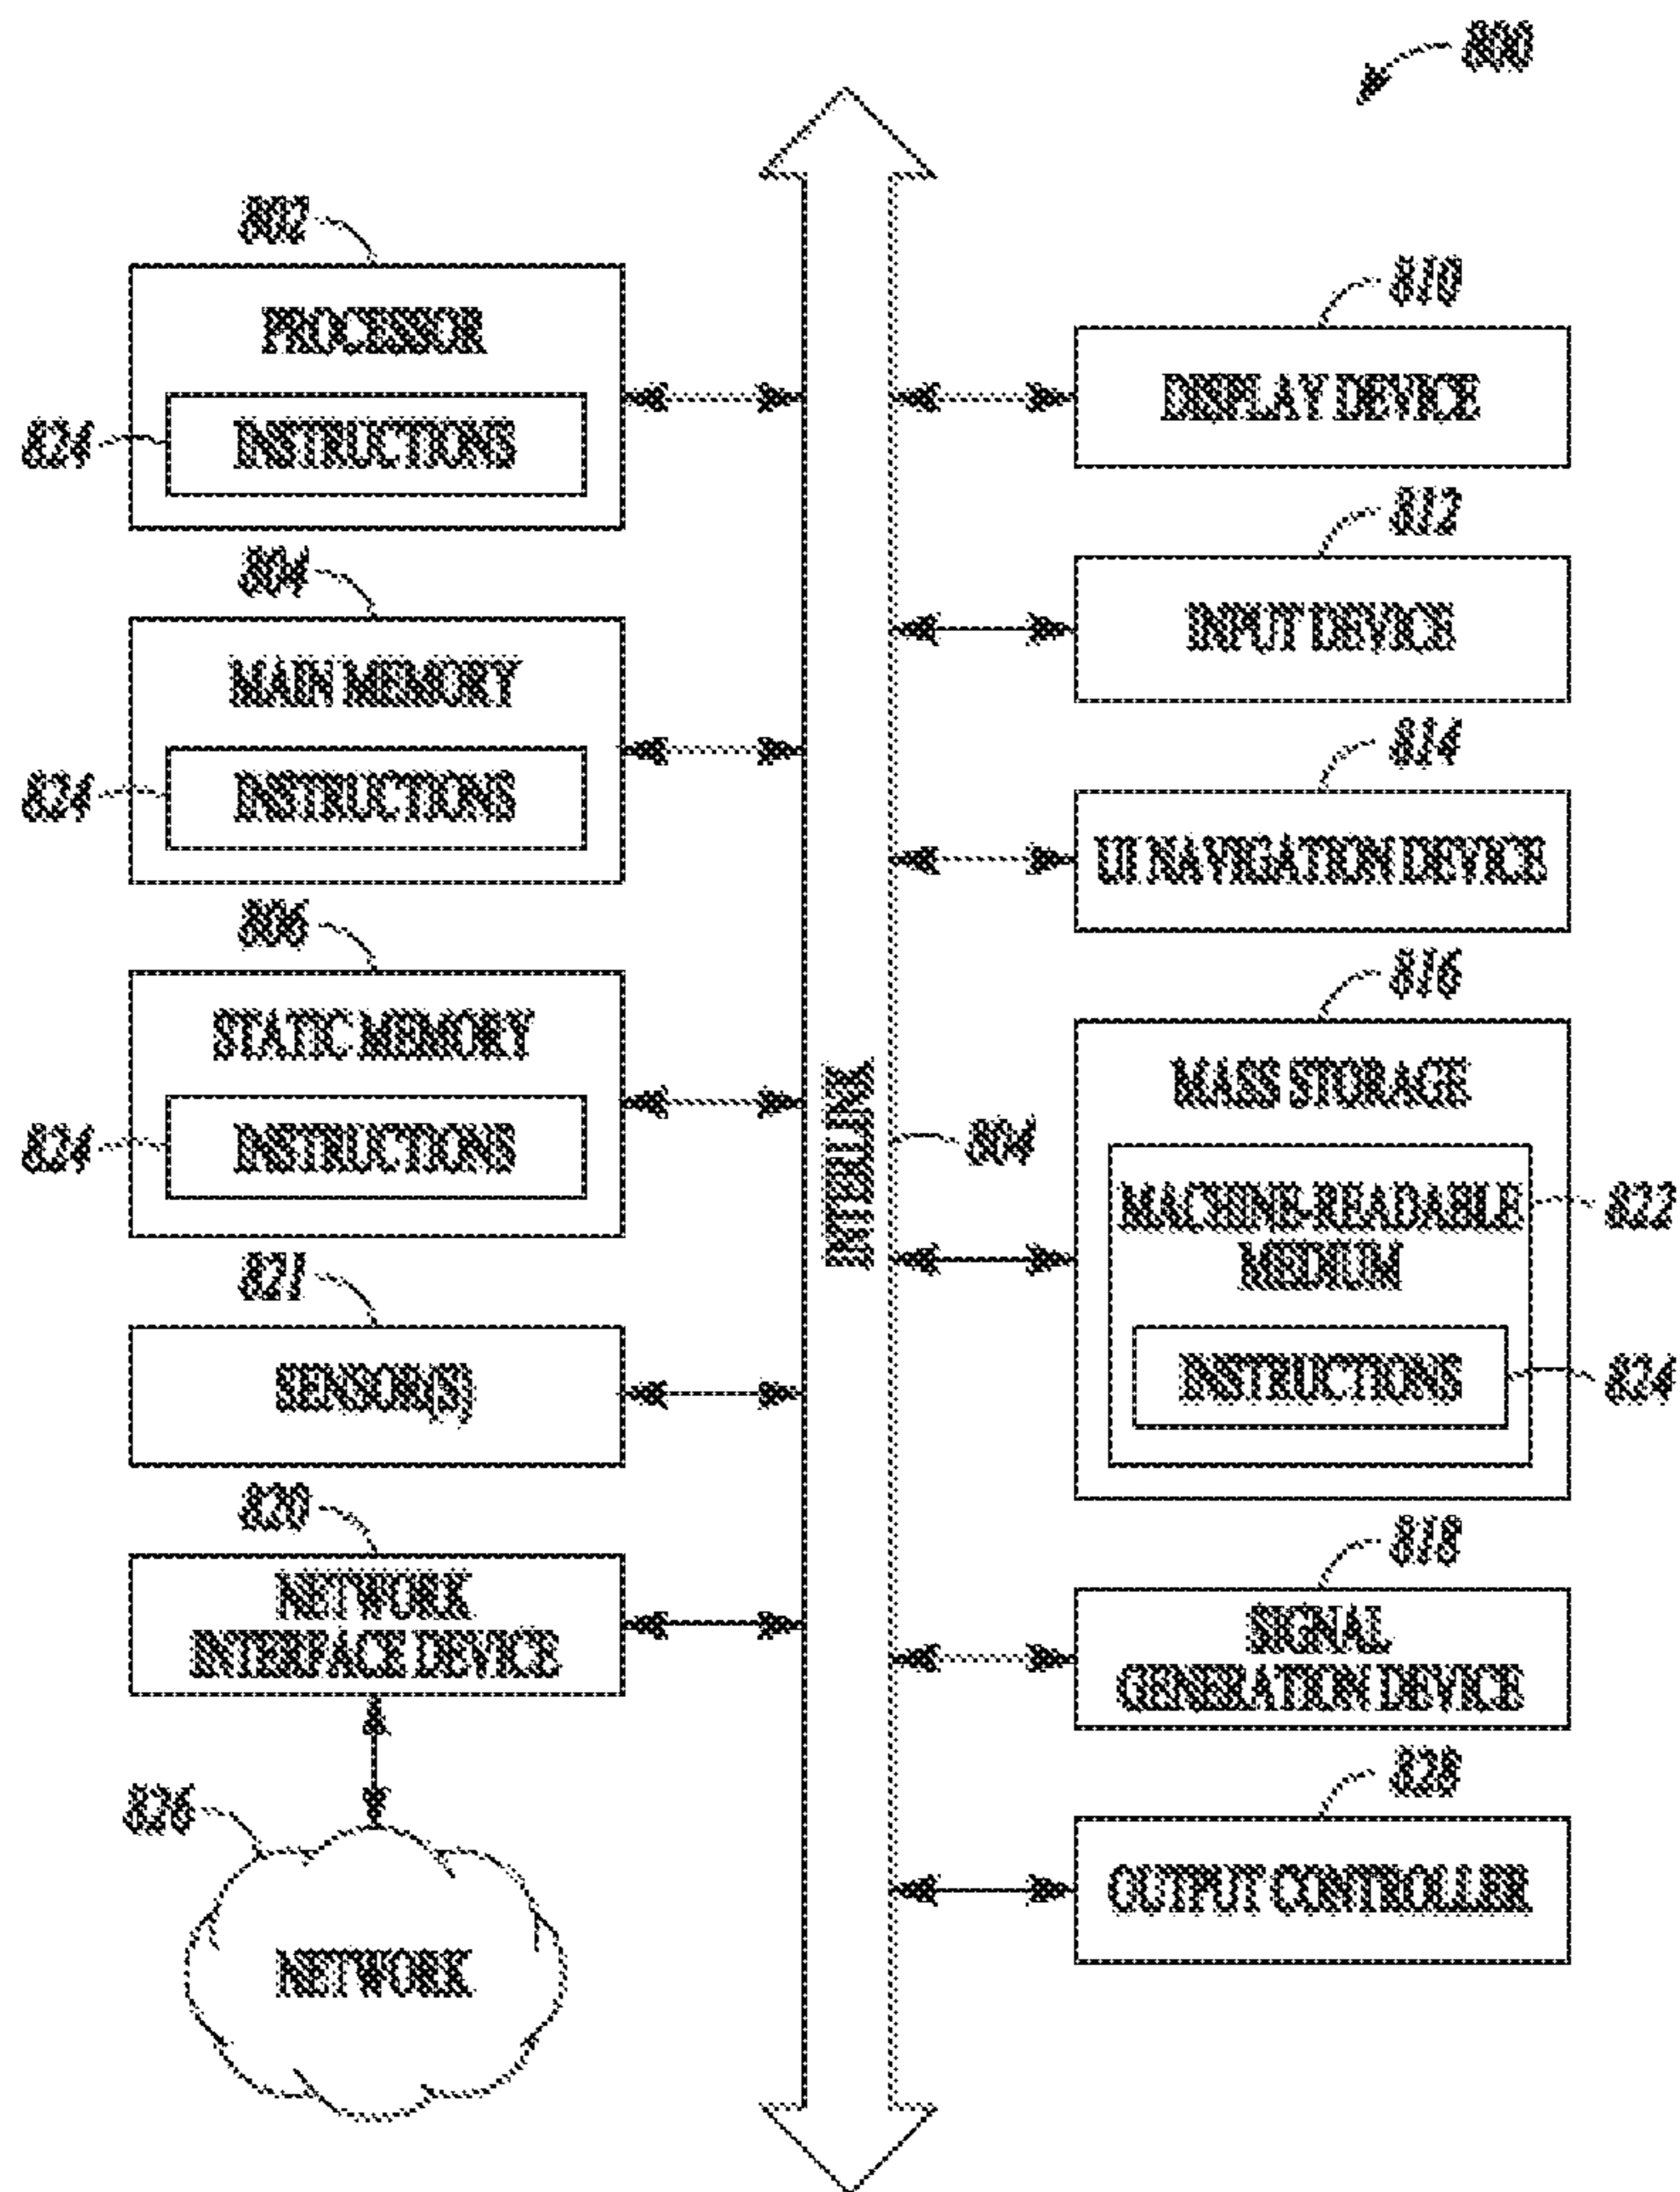 800
802
PROCESSOR
824
INSTRUCTIONS
804
MAIN MEMORY
824
INSTRUCTIONS
806
STATIC MEMORY
824
INSTRUCTIONS
821
SENSOR(S)
820
NETWORK
INTERFACE DEVICE
826
NETWORK
INTERLINK
804
810
DISPLAY DEVICE
812
INPUT DEVICE
814
UI NAVIGATION DEVICE
816
MASS STORAGE
MACHINE-READABLE
MEDIUM
822
INSTRUCTIONS
824
818
SIGNAL
GENERATION DEVICE
828
OUTPUT CONTROLLER